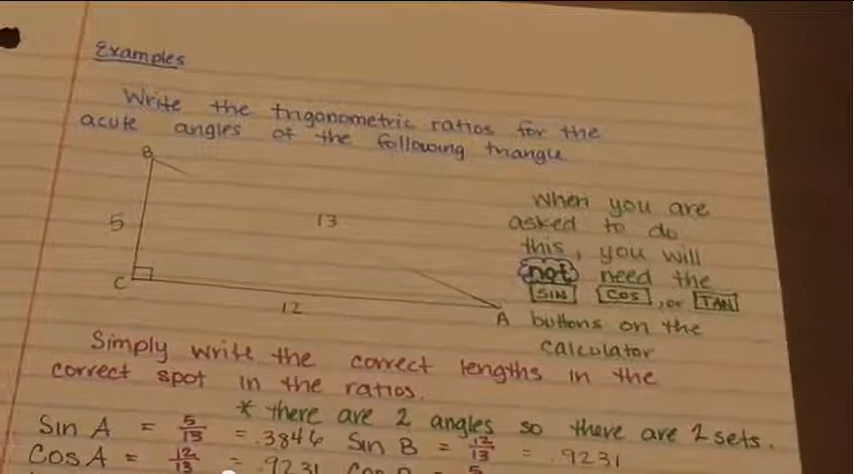 Examples
Write the trigonometric ratios for the
acute angles of the following triangle
B
5
13
C
12
A
When you are
asked to do
this, you will
not need the
SIN COS, or TAN
buttons on the
calculator
Simply write the correct lengths in the
correct spot in the ratios.
* there are 2 angles so there are 2 sets.
Sin A = 5/13 = .3846 Sin B = 12/13 = .9231
Cos A = 12/13 = .9231